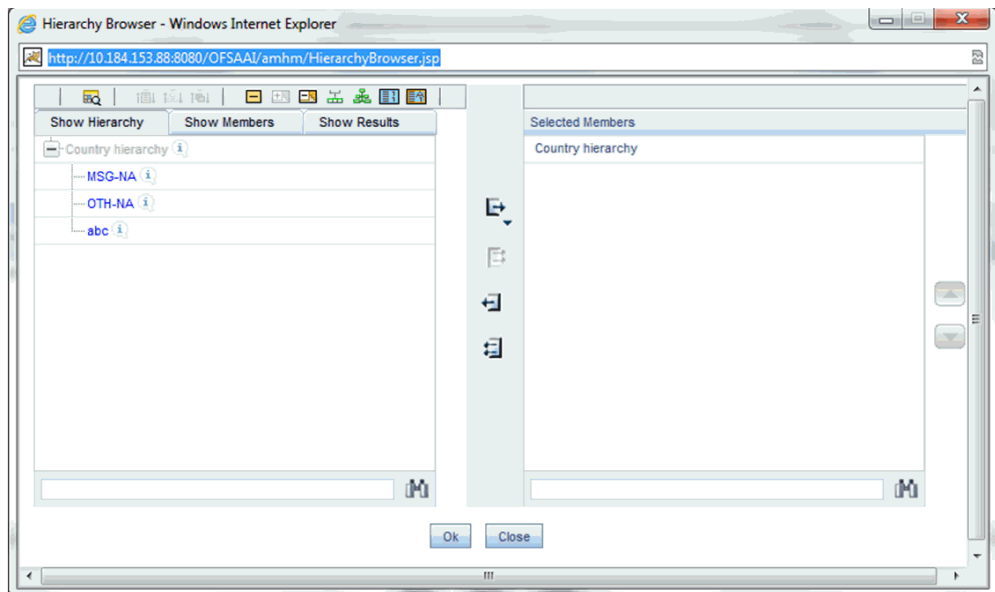 Hierarchy Browser - Windows Internet Explorer
http://10.184.153.88:8080/OFSAAI/amhm/HierarchyBrowser.jsp
Show Hierarchy Show Members Show Results
Selected Members
Country hierarchy
Country hierarchy
MSG-NA
OTH-NA
abc
Ok Close